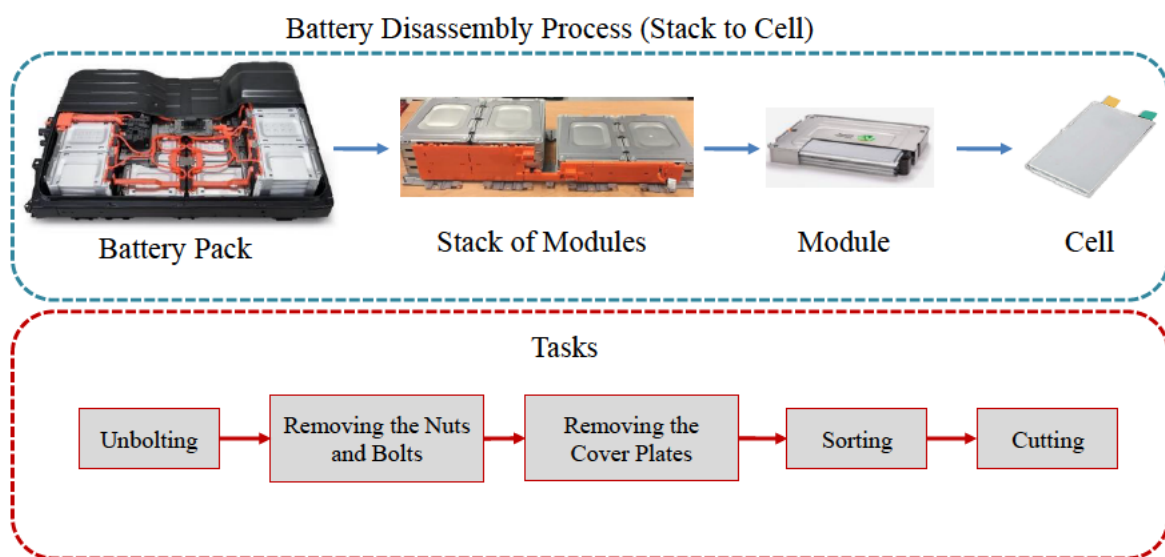 Battery Disassembly Process (Stack to Cell)
Battery Pack
Stack of Modules
Module
Cell
Tasks
Unbolting
Removing the Nuts
and Bolts
Removing the
Cover Plates
Sorting
Cutting